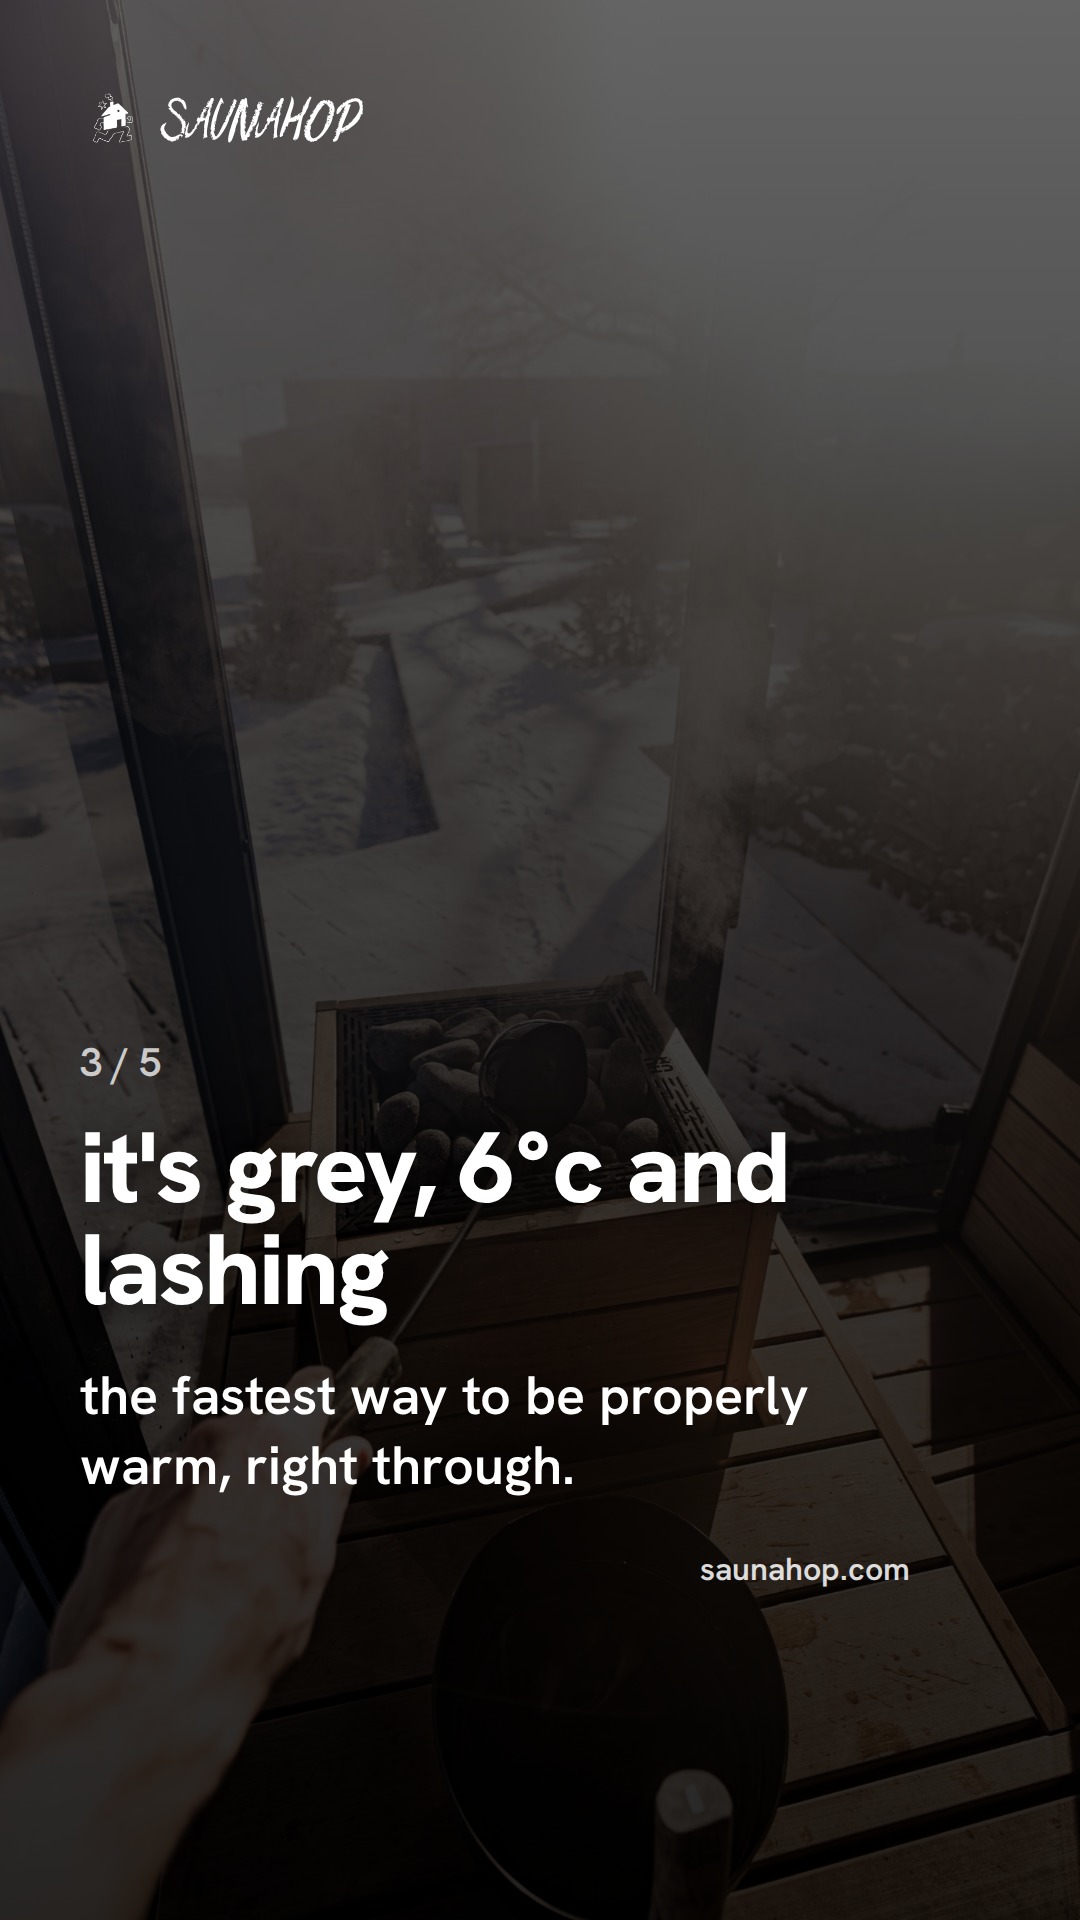 SAUNAHOP
3 / 5
it's grey, 6°c and
lashing
the fastest way to be properly
warm, right through.
saunahop.com